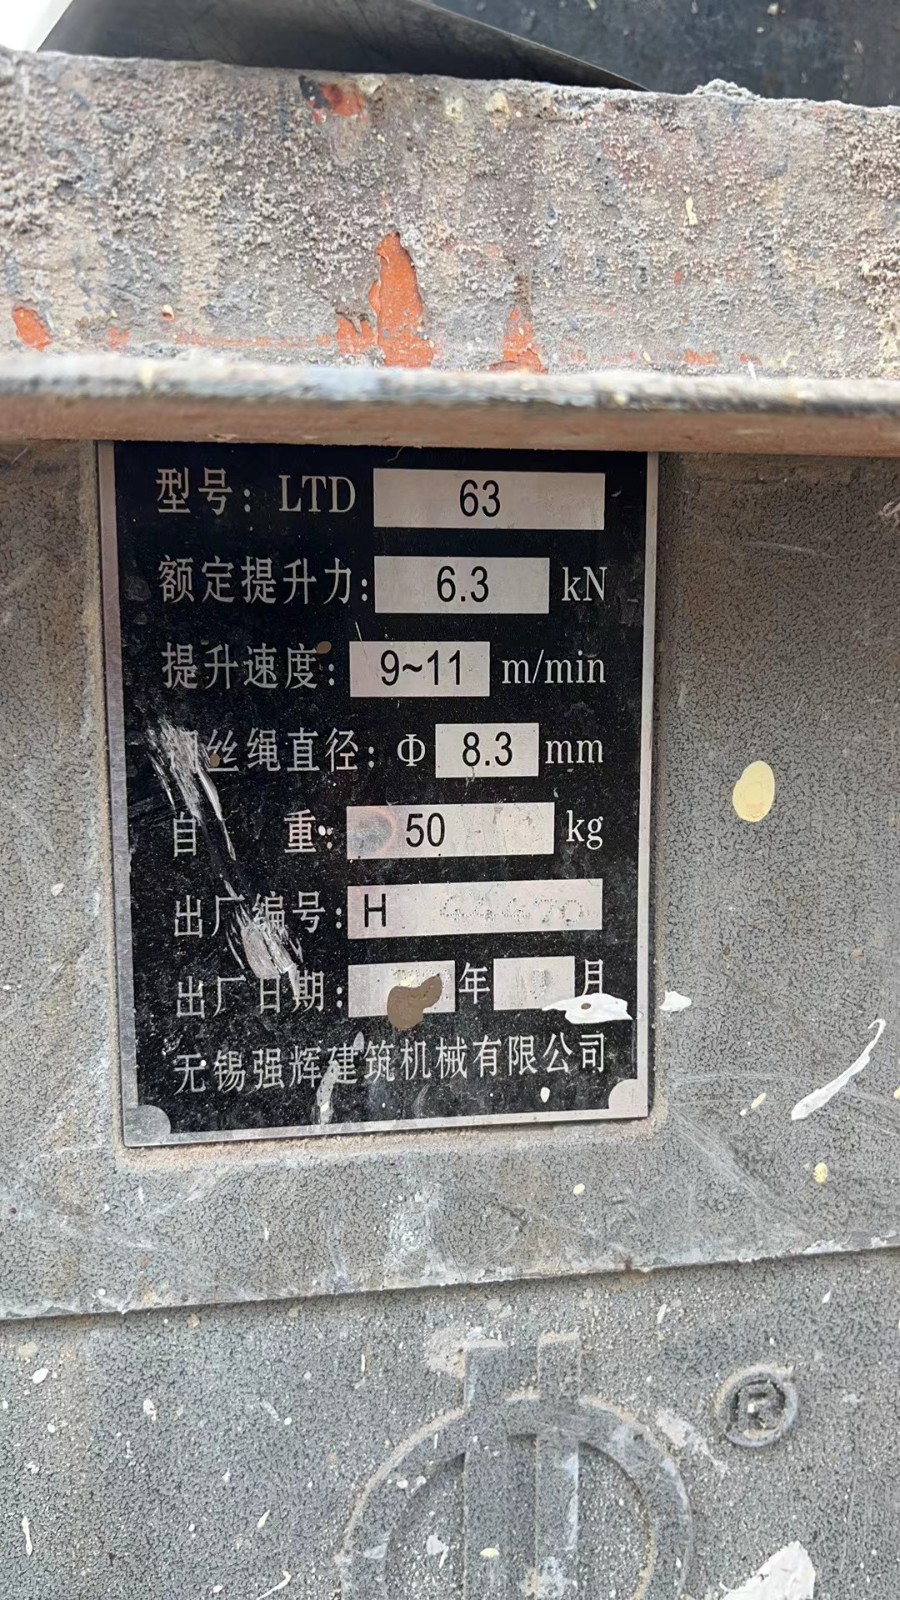 型号：LTD 63
额定提升力：6.3 kN
提升速度：9~11 m/min
钢丝绳直径：Φ 8.3 mm
自 重：50 kg
出厂编号：H
出厂日期： 年 月
无锡强辉建筑机械有限公司
®